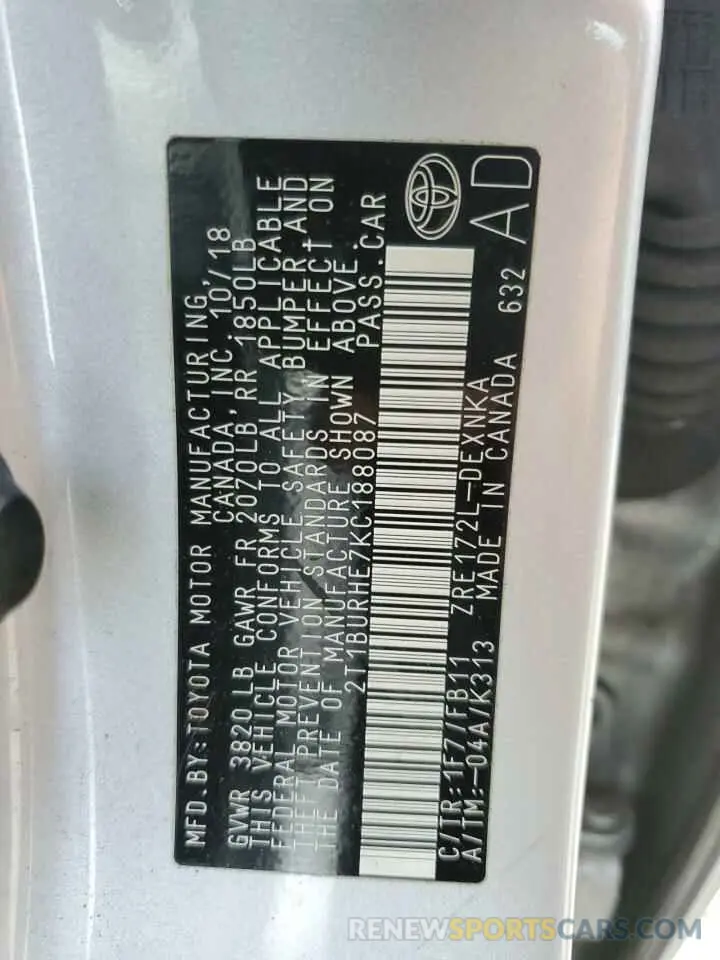 MFD.BY:TOYOTA MOTOR MANUFACTURING,
CANADA,INC. 10/18
GVWR 3820LB GAWR FR 2070LB,RR 1850LB
THIS VEHICLE CONFORMS TO ALL APPLICABLE
FEDERAL MOTOR VEHICLE SAFETY,BUMPER,AND
THEFT PREVENTION STANDARDS IN EFFECT ON
THE DATE OF MANUFACTURE SHOWN ABOVE.
2T1BURHE7KC188087 PASS.CAR
C/TR:1F7/FB11 ZRE172L-DEXNKA
A/TM:-04A/K313 MADE IN CANADA 632
AD
RENEWSPORTSCARS.COM